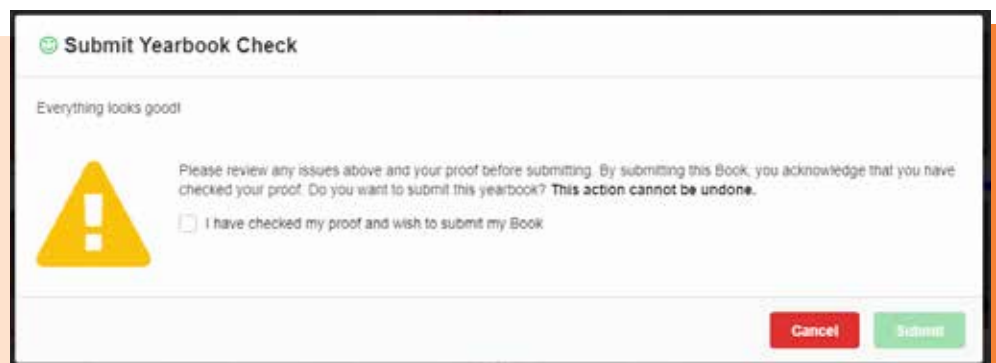 Submit Yearbook Check
Everything looks good!
Please review any issues above and your proof before submitting. By submitting this Book, you acknowledge that you have
checked your proof. Do you want to submit this yearbook? This action cannot be undone.
I have checked my proof and wish to submit my Book
Cancel
Submit